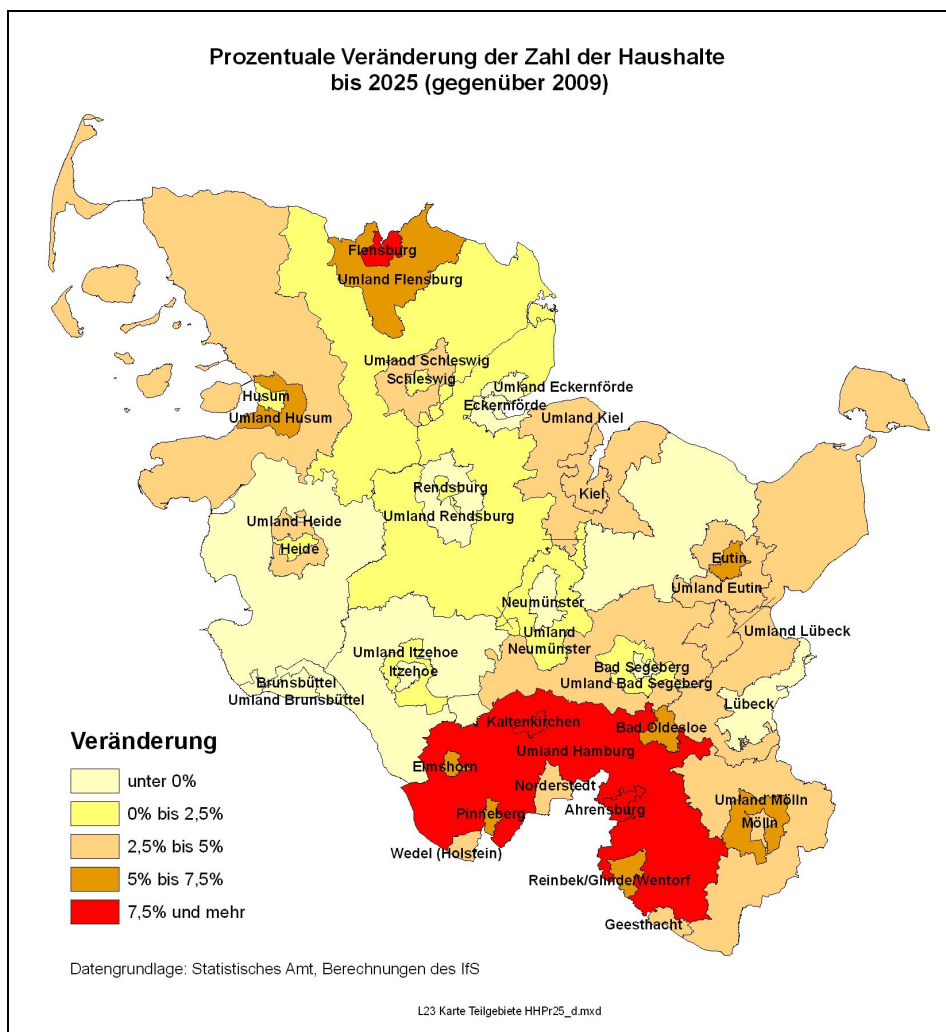 Prozentuale Veränderung der Zahl der Haushalte
bis 2025 (gegenüber 2009)
Flensburg
Umland Flensburg
Umland Schleswig
Schleswig
Umland Eckernförde
Eckernförde
Husum
Umland Husum
Umland Kiel
Kiel
Rendsburg
Umland Rendsburg
Umland Heide
Heide
Eutin
Umland Eutin
Neumünster
Umland
Neumünster
Umland Lübeck
Umland Itzehoe
Itzehoe
Bad Segeberg
Umland Bad Segeberg
Brunsbüttel
Umland Brunsbüttel
Lübeck
Kaltenkirchen
Bad Oldesloe
Umland Hamburg
Elmshorn
Norderstedt
Ahrensburg
Pinneberg
Umland Mölln
Mölln
Wedel (Holstein)
Reinbek/Glinde/Wentorf
Geesthacht
Veränderung
unter 0%
0% bis 2,5%
2,5% bis 5%
5% bis 7,5%
7,5% und mehr
Datengrundlage: Statistisches Amt, Berechnungen des IfS
L23 Karte Teilgebiete HHPr25_d.mxd